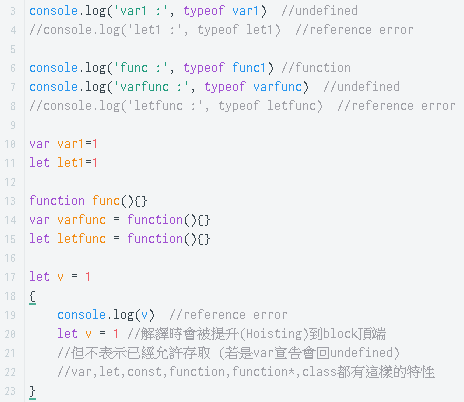 3 console.log('var1 :', typeof var1)  //undefined
4 //console.log('let1 :', typeof let1)  //reference error
5
6 console.log('func :', typeof func1) //function
7 console.log('varfunc :', typeof varfunc)  //undefined
8 //console.log('letfunc :', typeof letfunc)  //reference error
9
10 var var1=1
11 let let1=1
12
13 function func(){}
14 var varfunc = function(){}
15 let letfunc = function(){}
16
17 let v = 1
18 {
19     console.log(v)  //reference error
20     let v = 1 //解譯時會被提升(Hoisting)到block頂端
21     //但不表示已經允許存取 (若是var宣告會回undefined)
22     //var,let,const,function,function*,class都有這樣的特性
23 }